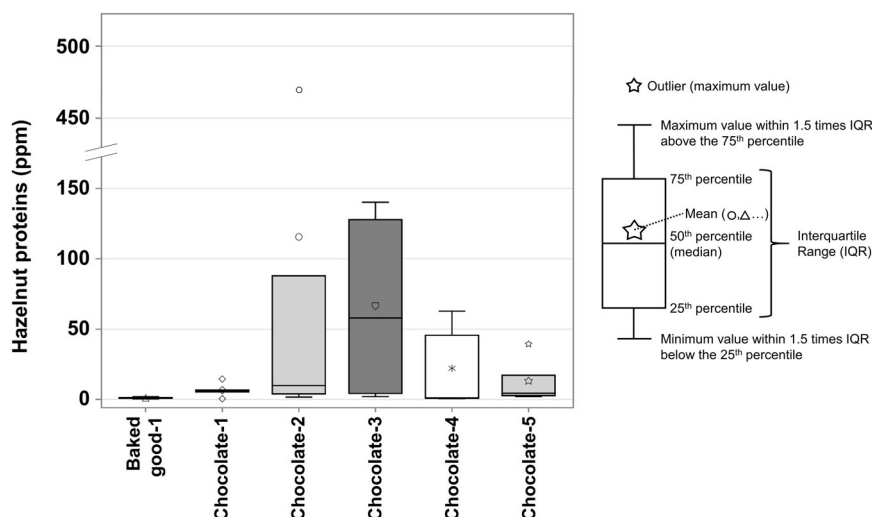 Hazelnut proteins (ppm)
500
450
150
100
50
0
Baked
good-1
Chocolate-1
Chocolate-2
Chocolate-3
Chocolate-4
Chocolate-5
Outlier (maximum value)
Maximum value within 1.5 times IQR
above the 75th percentile
75th percentile
Mean (○,△...)
50th percentile
(median)
Interquartile
Range (IQR)
25th percentile
Minimum value within 1.5 times IQR
below the 25th percentile